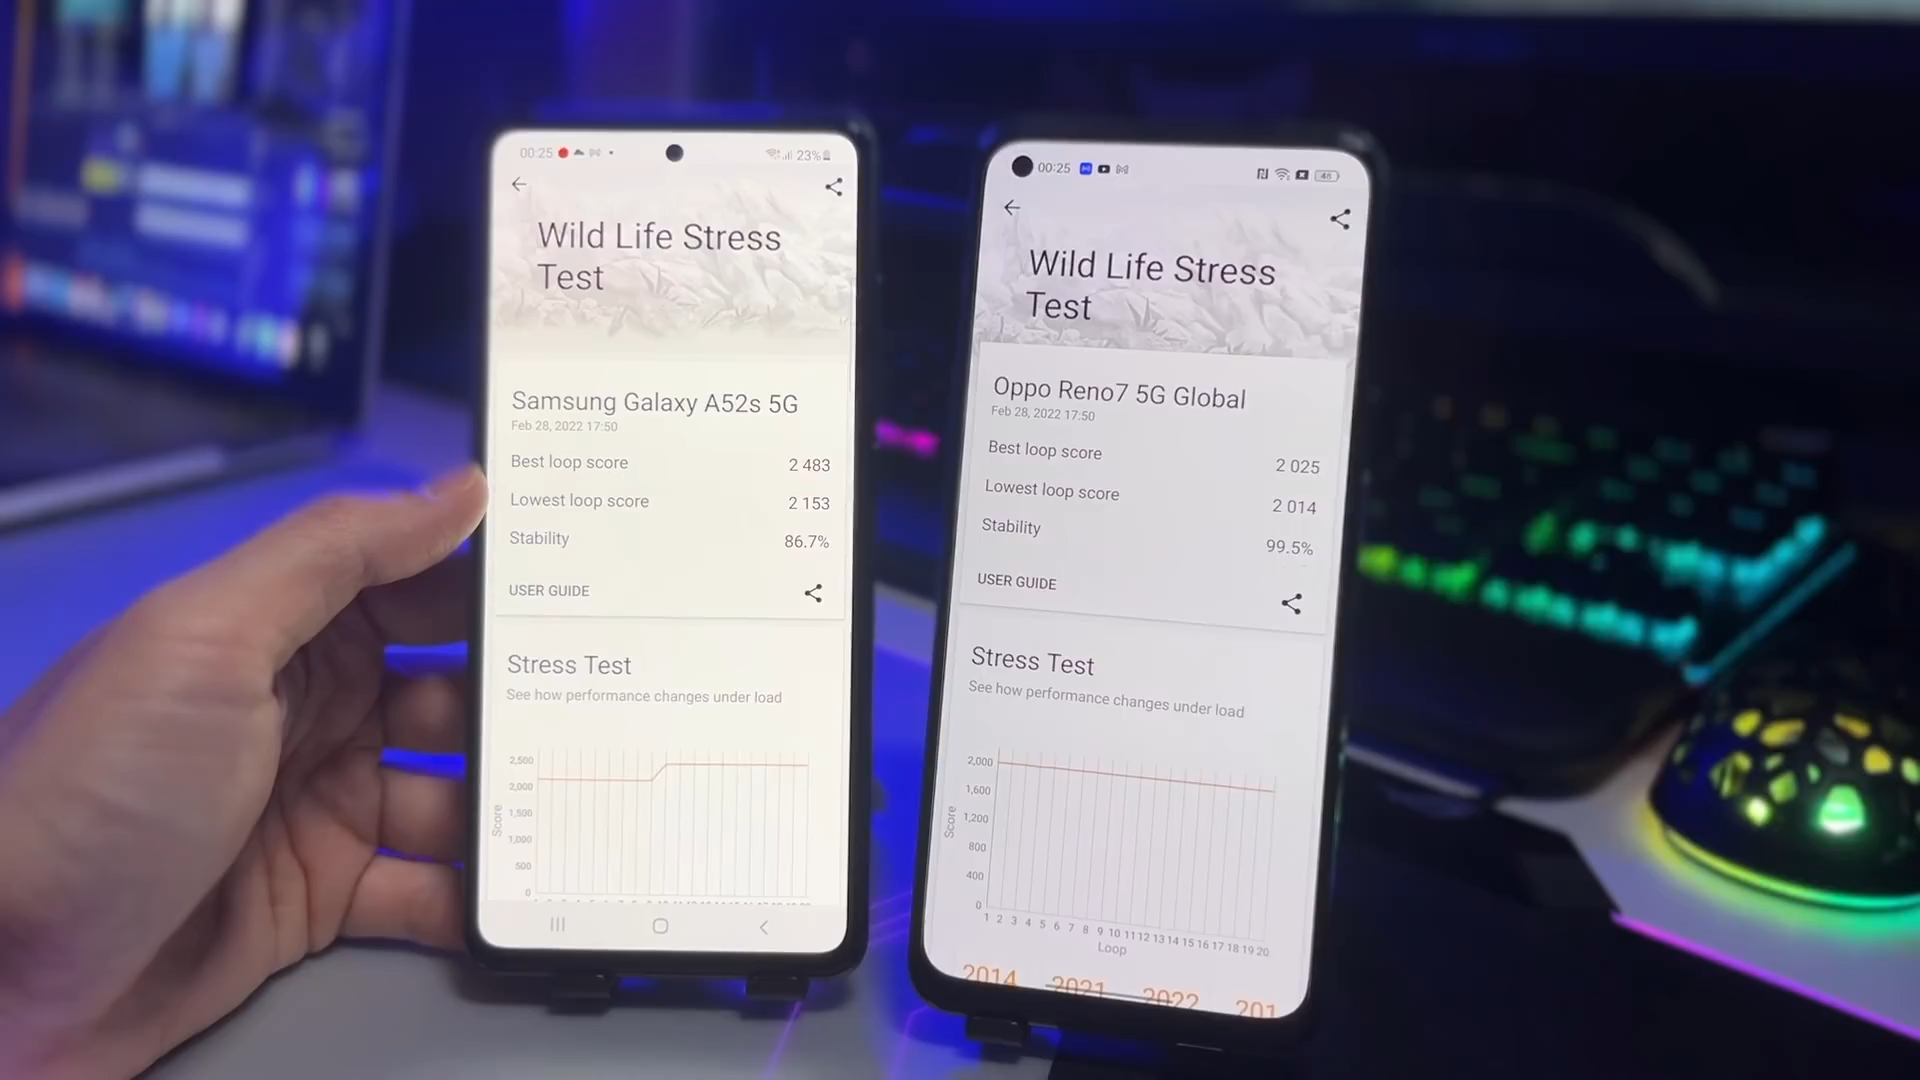 00:25
23%
Wild Life Stress
Test
Samsung Galaxy A52s 5G
Feb 28, 2022 17:50
Best loop score 2 483
Lowest loop score 2 153
Stability 86.7%
USER GUIDE
Stress Test
See how performance changes under load
2,500
2,000
1,500
1,000
500
0
Score
00:25
48
Wild Life Stress
Test
Oppo Reno7 5G Global
Feb 28, 2022 17:50
Best loop score 2 025
Lowest loop score 2 014
Stability 99.5%
USER GUIDE
Stress Test
See how performance changes under load
2,000
1,600
1,200
800
400
0
Score
1 2 3 4 5 6 7 8 9 10 11 12 13 14 15 16 17 18 19 20
Loop
2014 2021 2022 201